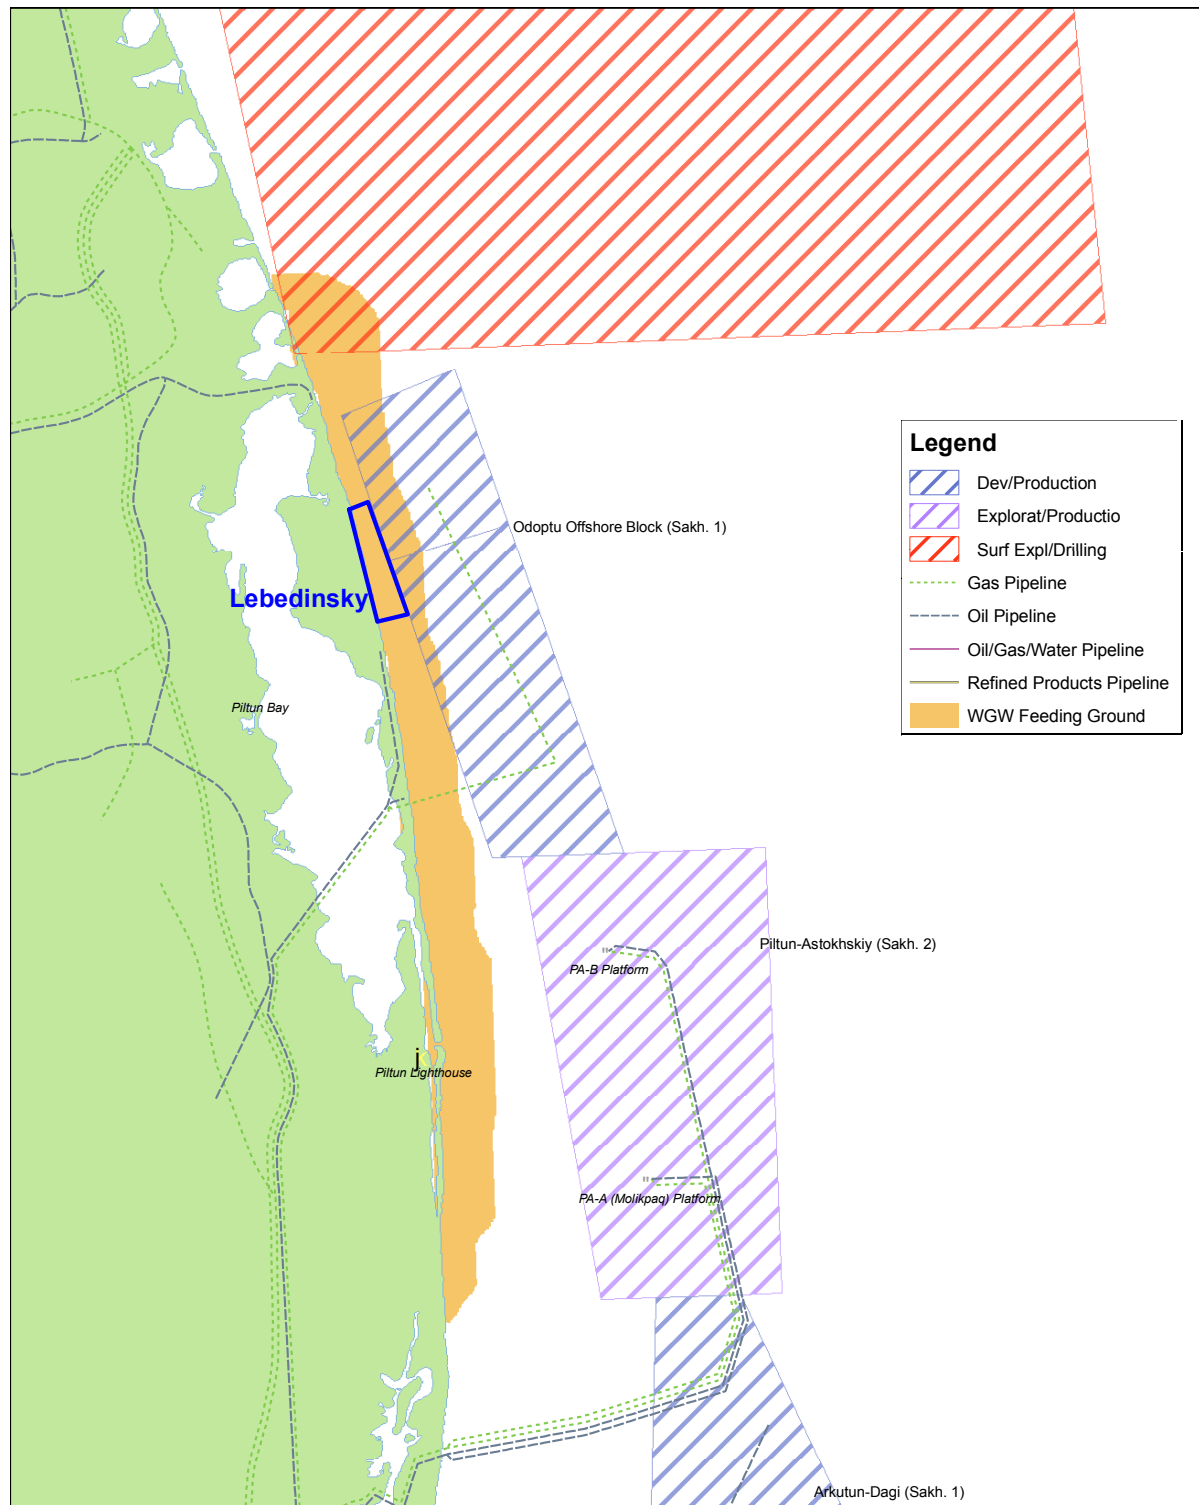 Legend
Dev/Production
Explorat/Productio
Surf Expl/Drilling
Gas Pipeline
Oil Pipeline
Oil/Gas/Water Pipeline
Refined Products Pipeline
WGW Feeding Ground
Odoptu Offshore Block (Sakh. 1)
Lebedinsky
Piltun Bay
Piltun-Astokhskiy (Sakh. 2)
PA-B Platform
j
Piltun Lighthouse
PA-A (Molikpaq) Platform
Arkutun-Dagi (Sakh. 1)